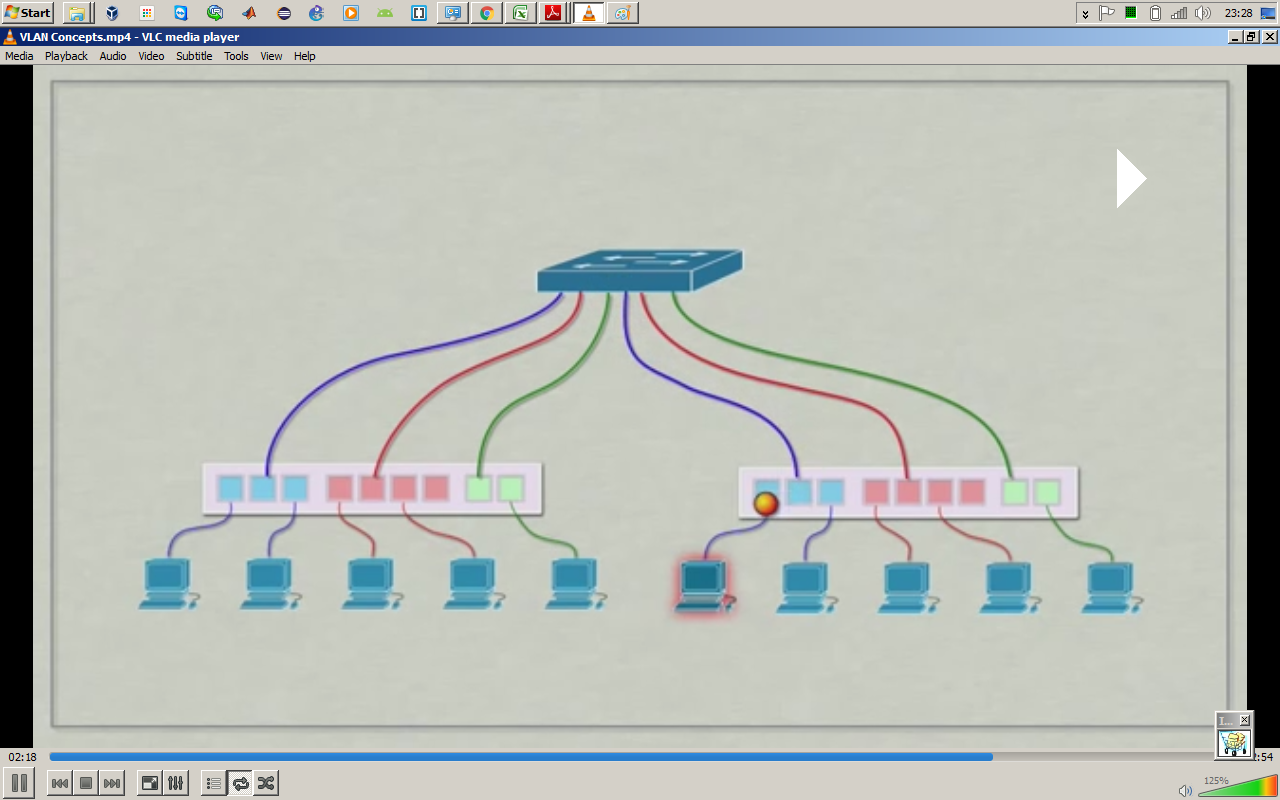 Start
23:28
VLAN Concepts.mp4 - VLC media player
Media Playback Audio Video Subtitle Tools View Help
I...
02:18
:54
125%